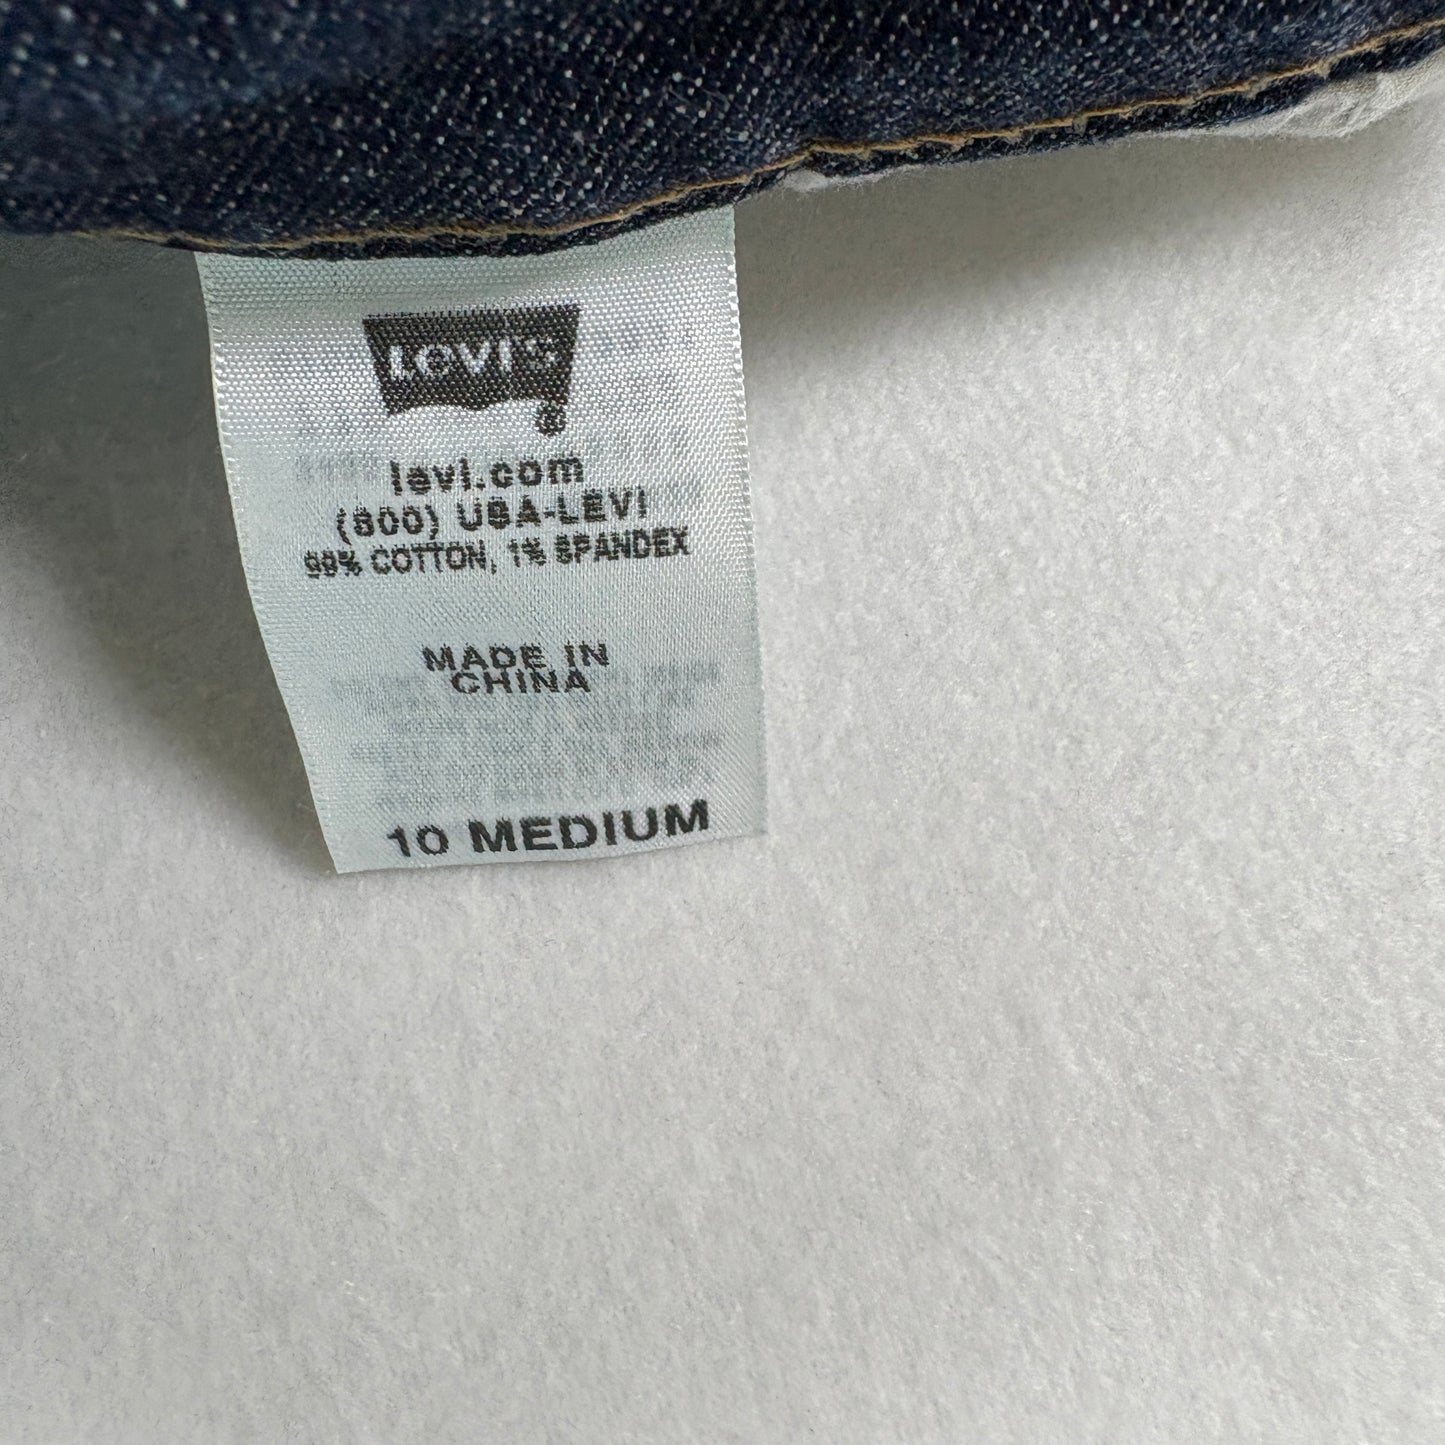 LEVI'S
®
levi.com
(800) USA-LEVI
99% COTTON, 1% SPANDEX
MADE IN
CHINA
10 MEDIUM